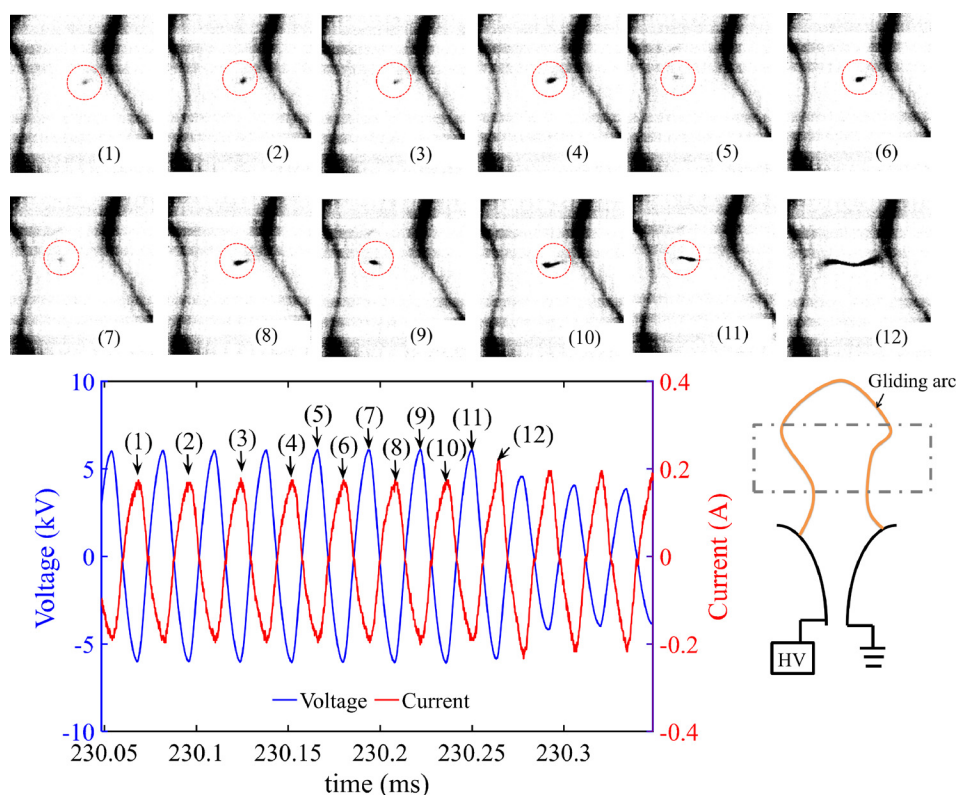 (1) (2) (3) (4) (5) (6)
(7) (8) (9) (10) (11) (12)
10 0.4
Gliding arc
(5) (7) (9) (11)
(1) (2) (3) (4) (6) (8) (10) (12)
5 0.2
Voltage (kV)
0 0
Current (A)
-5 -0.2
HV
Voltage Current
-10 -0.4
230.05 230.1 230.15 230.2 230.25 230.3
time (ms)